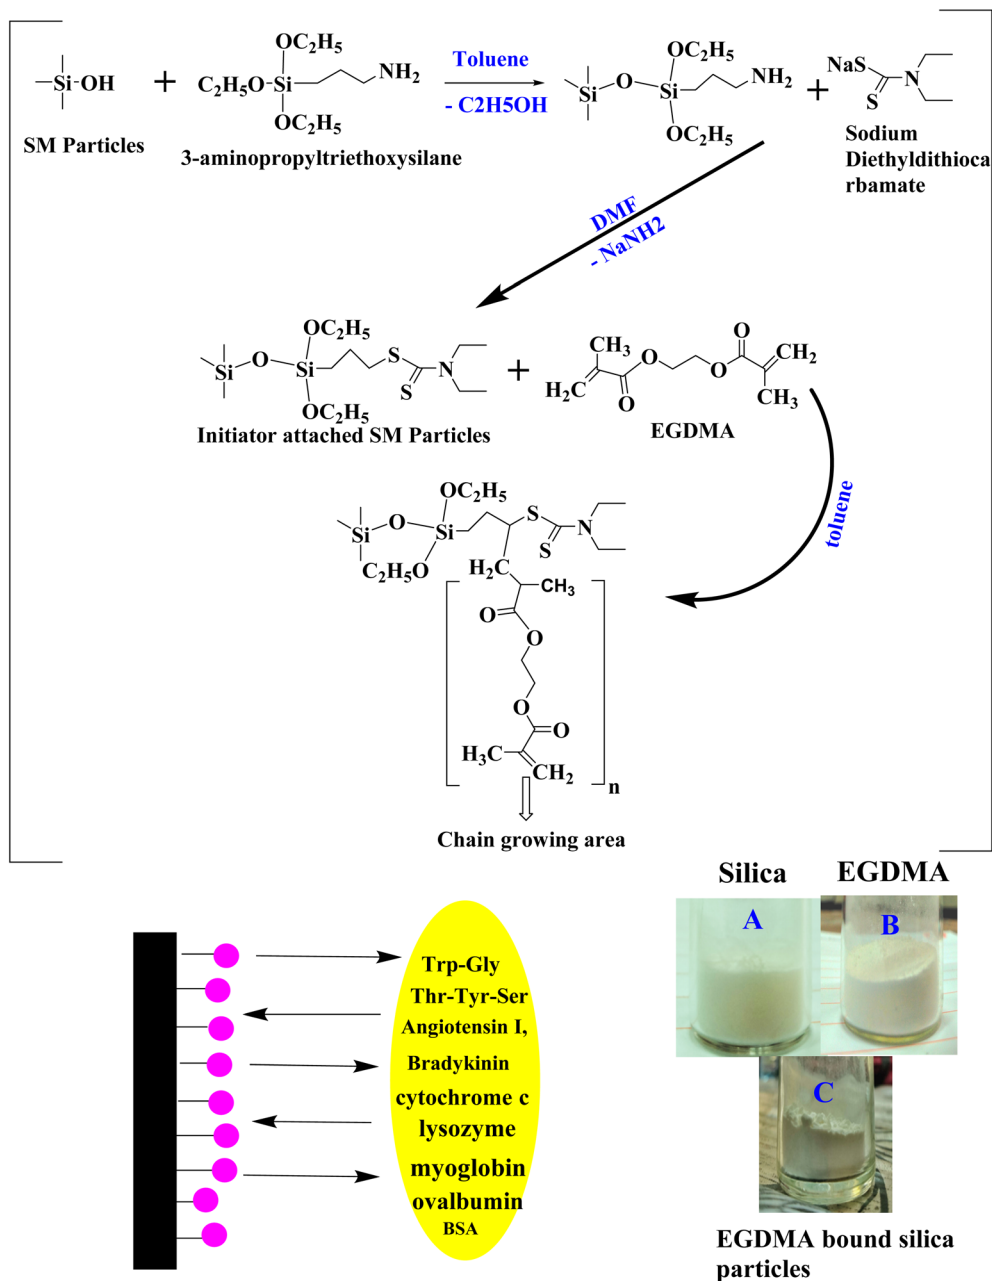 OC₂H₅
Si-OH
+
C₂H₅O-Si
NH₂
OC₂H₅
SM Particles
3-aminopropyltriethoxysilane
Toluene
- C2H5OH
OC₂H₅
O
NH₂
Si
Si
OC₂H₅
+
NaS
N
S
Sodium
Diethyldithioca
rbamate
DMF
- NaNH2
OC₂H₅
O
S
Si
Si
N
S
OC₂H₅
Initiator attached SM Particles
+
CH₃
O
O
CH₂
H₂C
O
O
CH₃
EGDMA
toluene
OC₂H₅
O
S
Si
Si
N
S
C₂H₅O
H₂C
CH₃
O
O
O
O
H₃C
CH₂
n
Chain growing area
Silica
EGDMA
A
B
C
EGDMA bound silica
particles
Trp-Gly
Thr-Tyr-Ser
Angiotensin I,
Bradykinin
cytochrome c
lysozyme
myoglobin
ovalbumin
BSA